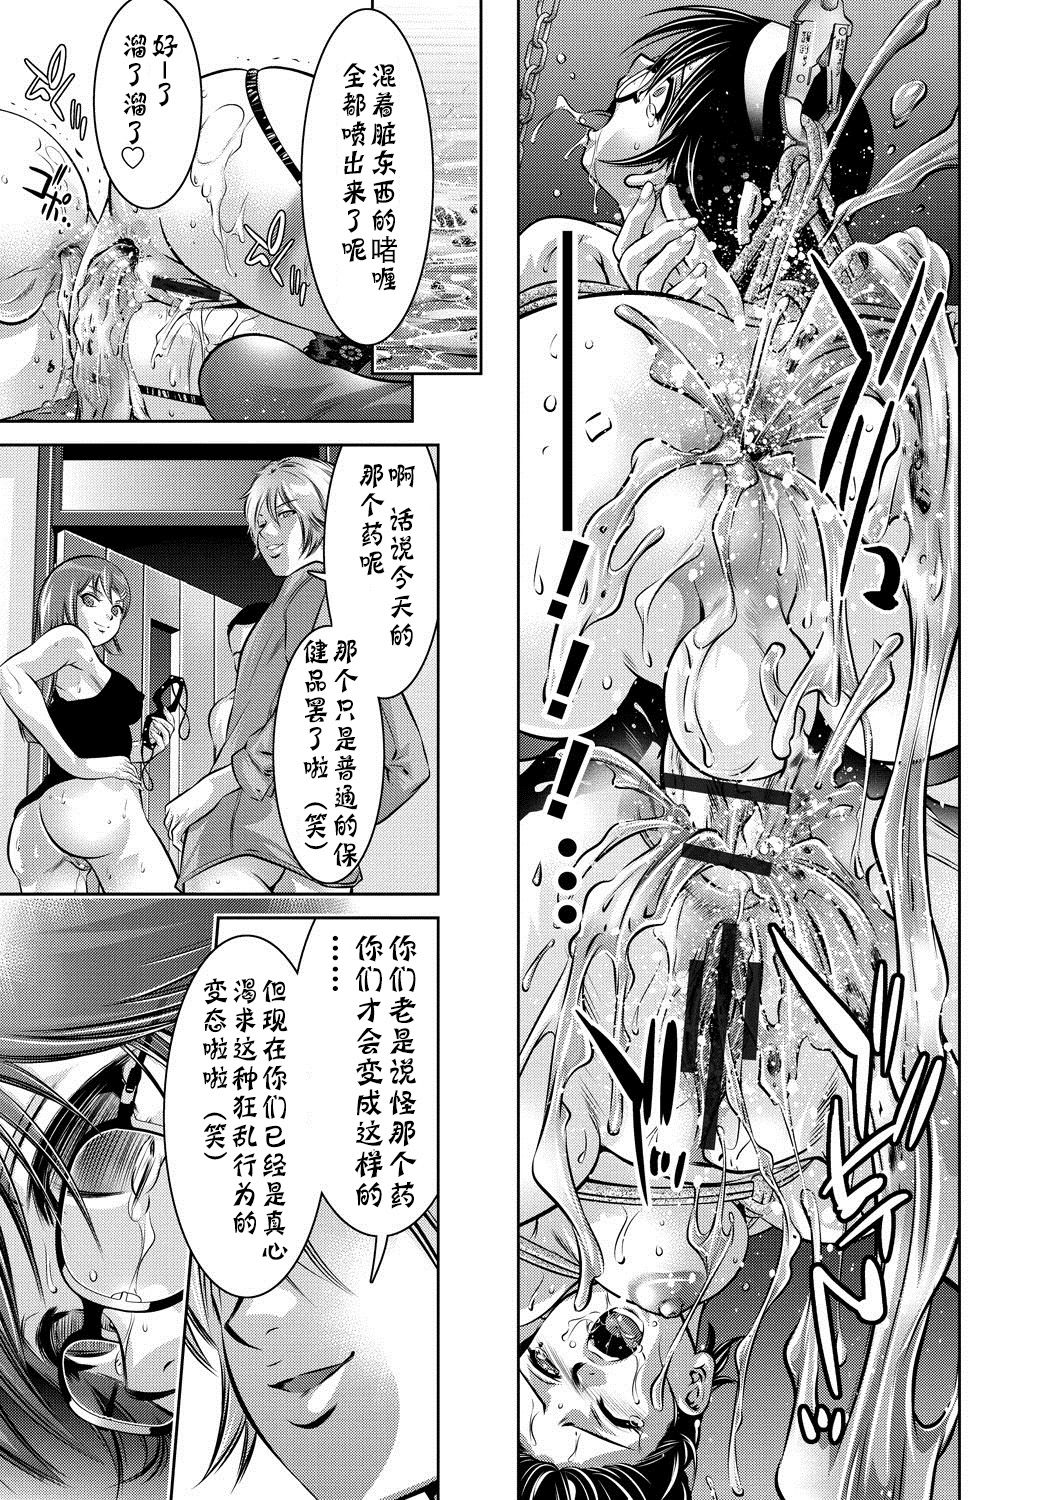 ！！…
混着脏东西的啫喱
全都喷出来了呢
好一了
溜了溜了♡
啊 话说今天的
那个药呢
那个只是普通的保
健品罢了啦（笑）
你们老是说怪那个药
你们才会变成这样的
……
但现在你们已经是真心
渴求这种狂乱行为的
变态啦啦（笑）